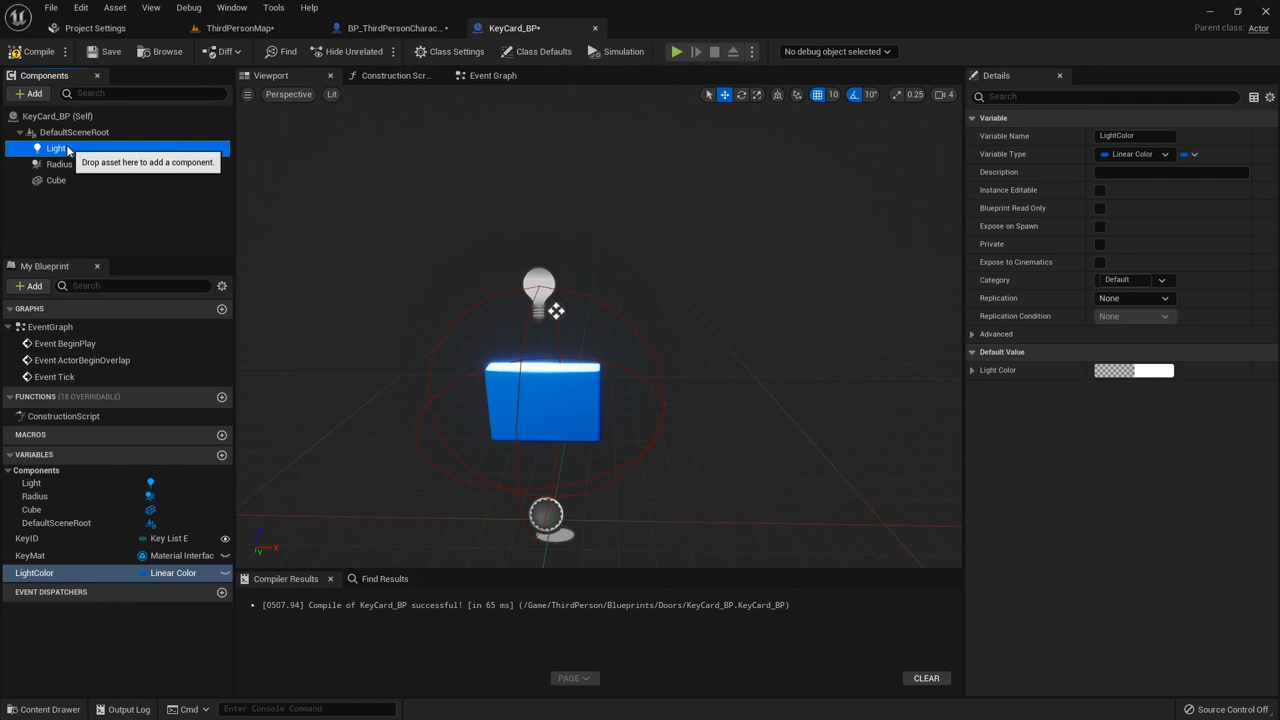 File Edit Asset View Debug Window Tools Help
Project Settings ThirdPersonMap* BP_ThirdPersonCharac... KeyCard_BP* Parent class: Actor
Compile Save Browse Diff Find Hide Unrelated Class Settings Class Defaults Simulation No debug object selected
Components Viewport Construction Scr... Event Graph Details
Add Search Perspective Lit 10 10° 0.25 4 Search
KeyCard_BP (Self)
DefaultSceneRoot
Light
Drop asset here to add a component.
Radius
Cube
Variable
Variable Name LightColor
Variable Type Linear Color
Description
Instance Editable
Blueprint Read Only
Expose on Spawn
Private
Expose to Cinematics
Category Default
Replication None
Replication Condition None
Advanced
Default Value
Light Color
My Blueprint
Add Search
GRAPHS
EventGraph
Event BeginPlay
Event ActorBeginOverlap
Event Tick
FUNCTIONS (18 OVERRIDABLE)
ConstructionScript
MACROS
VARIABLES
Components
Light
Radius
Cube
DefaultSceneRoot
KeyID Key List E
KeyMat Material Interfac
LightColor Linear Color
EVENT DISPATCHERS
Z X Y
Compiler Results Find Results
[0507.94] Compile of KeyCard_BP successful! [in 65 ms] (/Game/ThirdPerson/Blueprints/Doors/KeyCard_BP.KeyCard_BP)
PAGE CLEAR
Content Drawer Output Log Cmd Enter Console Command Source Control Off